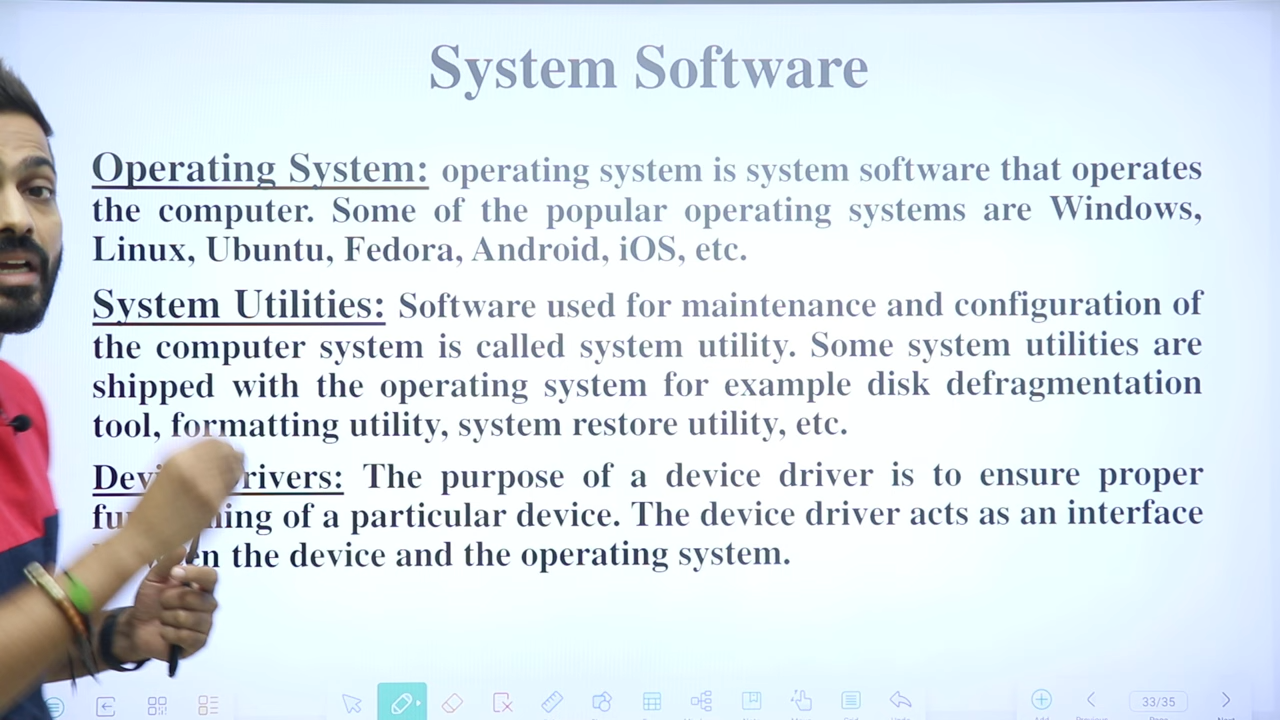 System Software
Operating System: operating system is system software that operates
the computer. Some of the popular operating systems are Windows,
Linux, Ubuntu, Fedora, Android, iOS, etc.
System Utilities: Software used for maintenance and configuration of
the computer system is called system utility. Some system utilities are
shipped with the operating system for example disk defragmentation
tool, formatting utility, system restore utility, etc.
The purpose of a device driver is to ensure proper
of a particular device. The device driver acts as an interface
the device and the operating system.
33/35